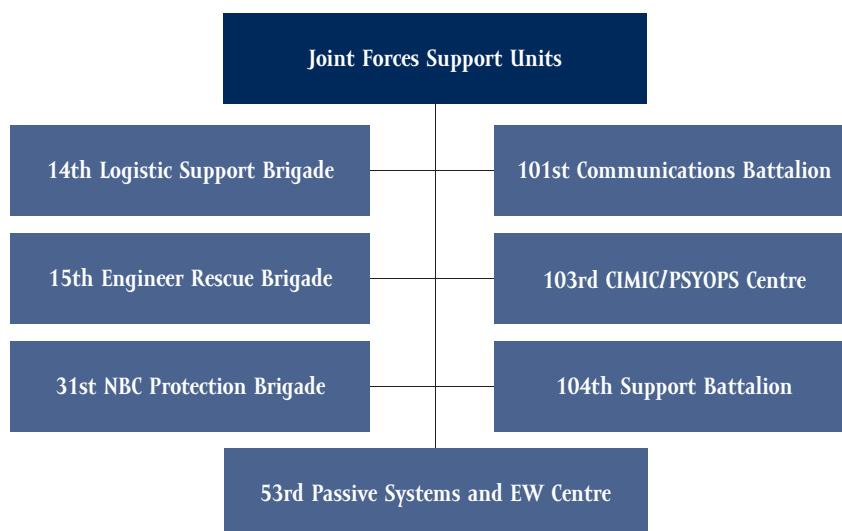 Joint Forces Support Units
14th Logistic Support Brigade
101st Communications Battalion
15th Engineer Rescue Brigade
103rd CIMIC/PSYOPS Centre
31st NBC Protection Brigade
104th Support Battalion
53rd Passive Systems and EW Centre